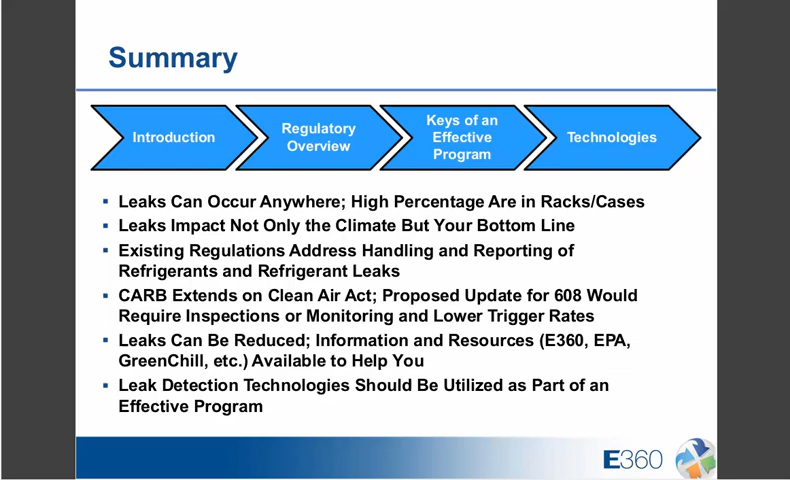 Summary
Introduction
Regulatory
Overview
Keys of an
Effective
Program
Technologies
Leaks Can Occur Anywhere; High Percentage Are in Racks/Cases
Leaks Impact Not Only the Climate But Your Bottom Line
Existing Regulations Address Handling and Reporting of
Refrigerants and Refrigerant Leaks
CARB Extends on Clean Air Act; Proposed Update for 608 Would
Require Inspections or Monitoring and Lower Trigger Rates
Leaks Can Be Reduced; Information and Resources (E360, EPA,
GreenChill, etc.) Available to Help You
Leak Detection Technologies Should Be Utilized as Part of an
Effective Program
E360